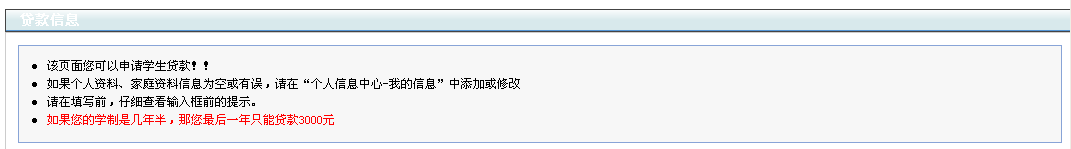 贷款信息
该页面您可以申请学生贷款！！
如果个人资料、家庭资料信息为空或有误，请在“个人信息中心-我的信息”中添加或修改
请在填写前，仔细查看输入框前的提示。
如果您的学制是几年半，那您最后一年只能贷款3000元